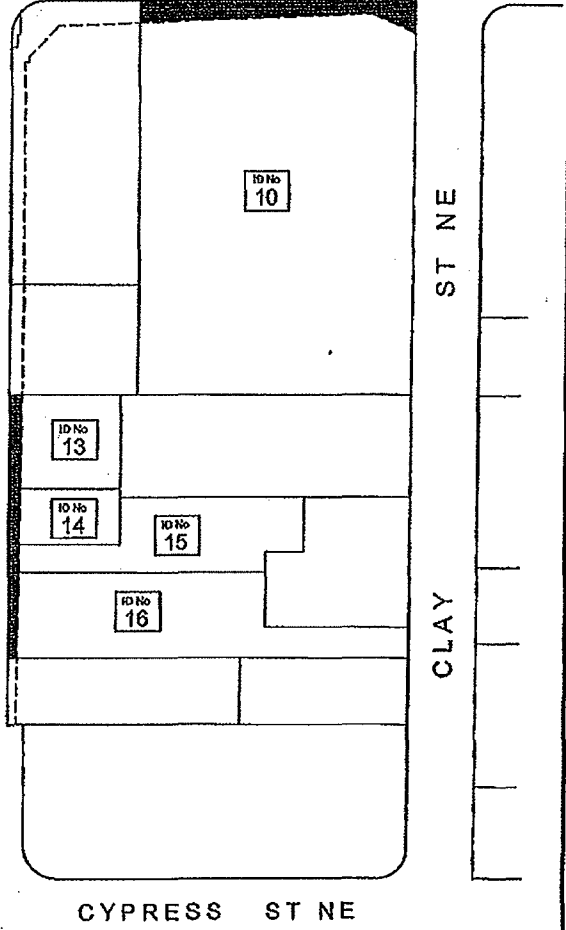 ID No
10
ST NE
ID No
13
ID No
14
ID No
15
ID No
16
CLAY
CYPRESS ST NE